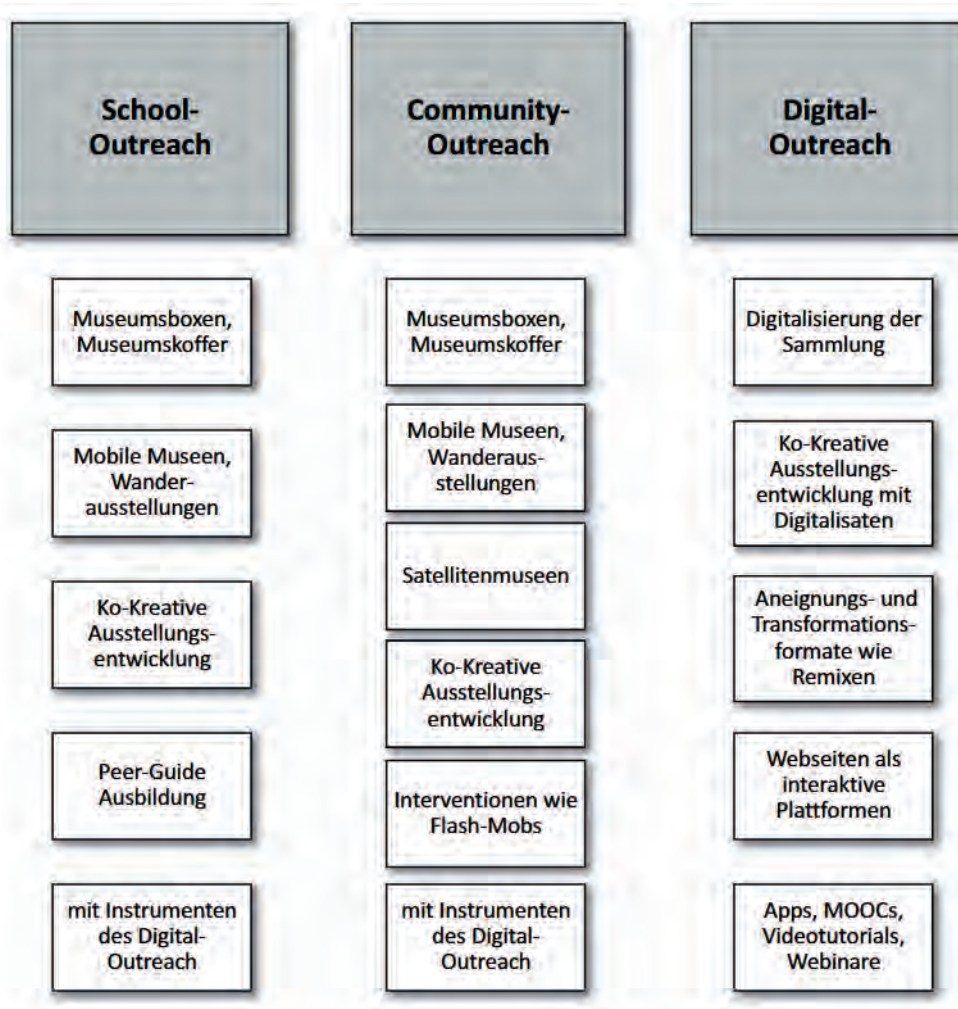 School-
Outreach
Museumsboxen,
Museumskoffer
Mobile Museen,
Wander-
ausstellungen
Ko-Kreative
Ausstellungs-
entwicklung
Peer-Guide
Ausbildung
mit Instrumenten
des Digital-
Outreach
Community-
Outreach
Museumsboxen,
Museumskoffer
Mobile Museen,
Wanderaus-
stellungen
Satellitenmuseen
Ko-Kreative
Ausstellungs-
entwicklung
Interventionen wie
Flash-Mobs
mit Instrumenten
des Digital-
Outreach
Digital-
Outreach
Digitalisierung der
Sammlung
Ko-Kreative
Ausstellungs-
entwicklung mit
Digitalisaten
Aneignungs- und
Transformations-
formate wie
Remixen
Webseiten als
interaktive
Plattformen
Apps, MOOCs,
Videotutorials,
Webinare